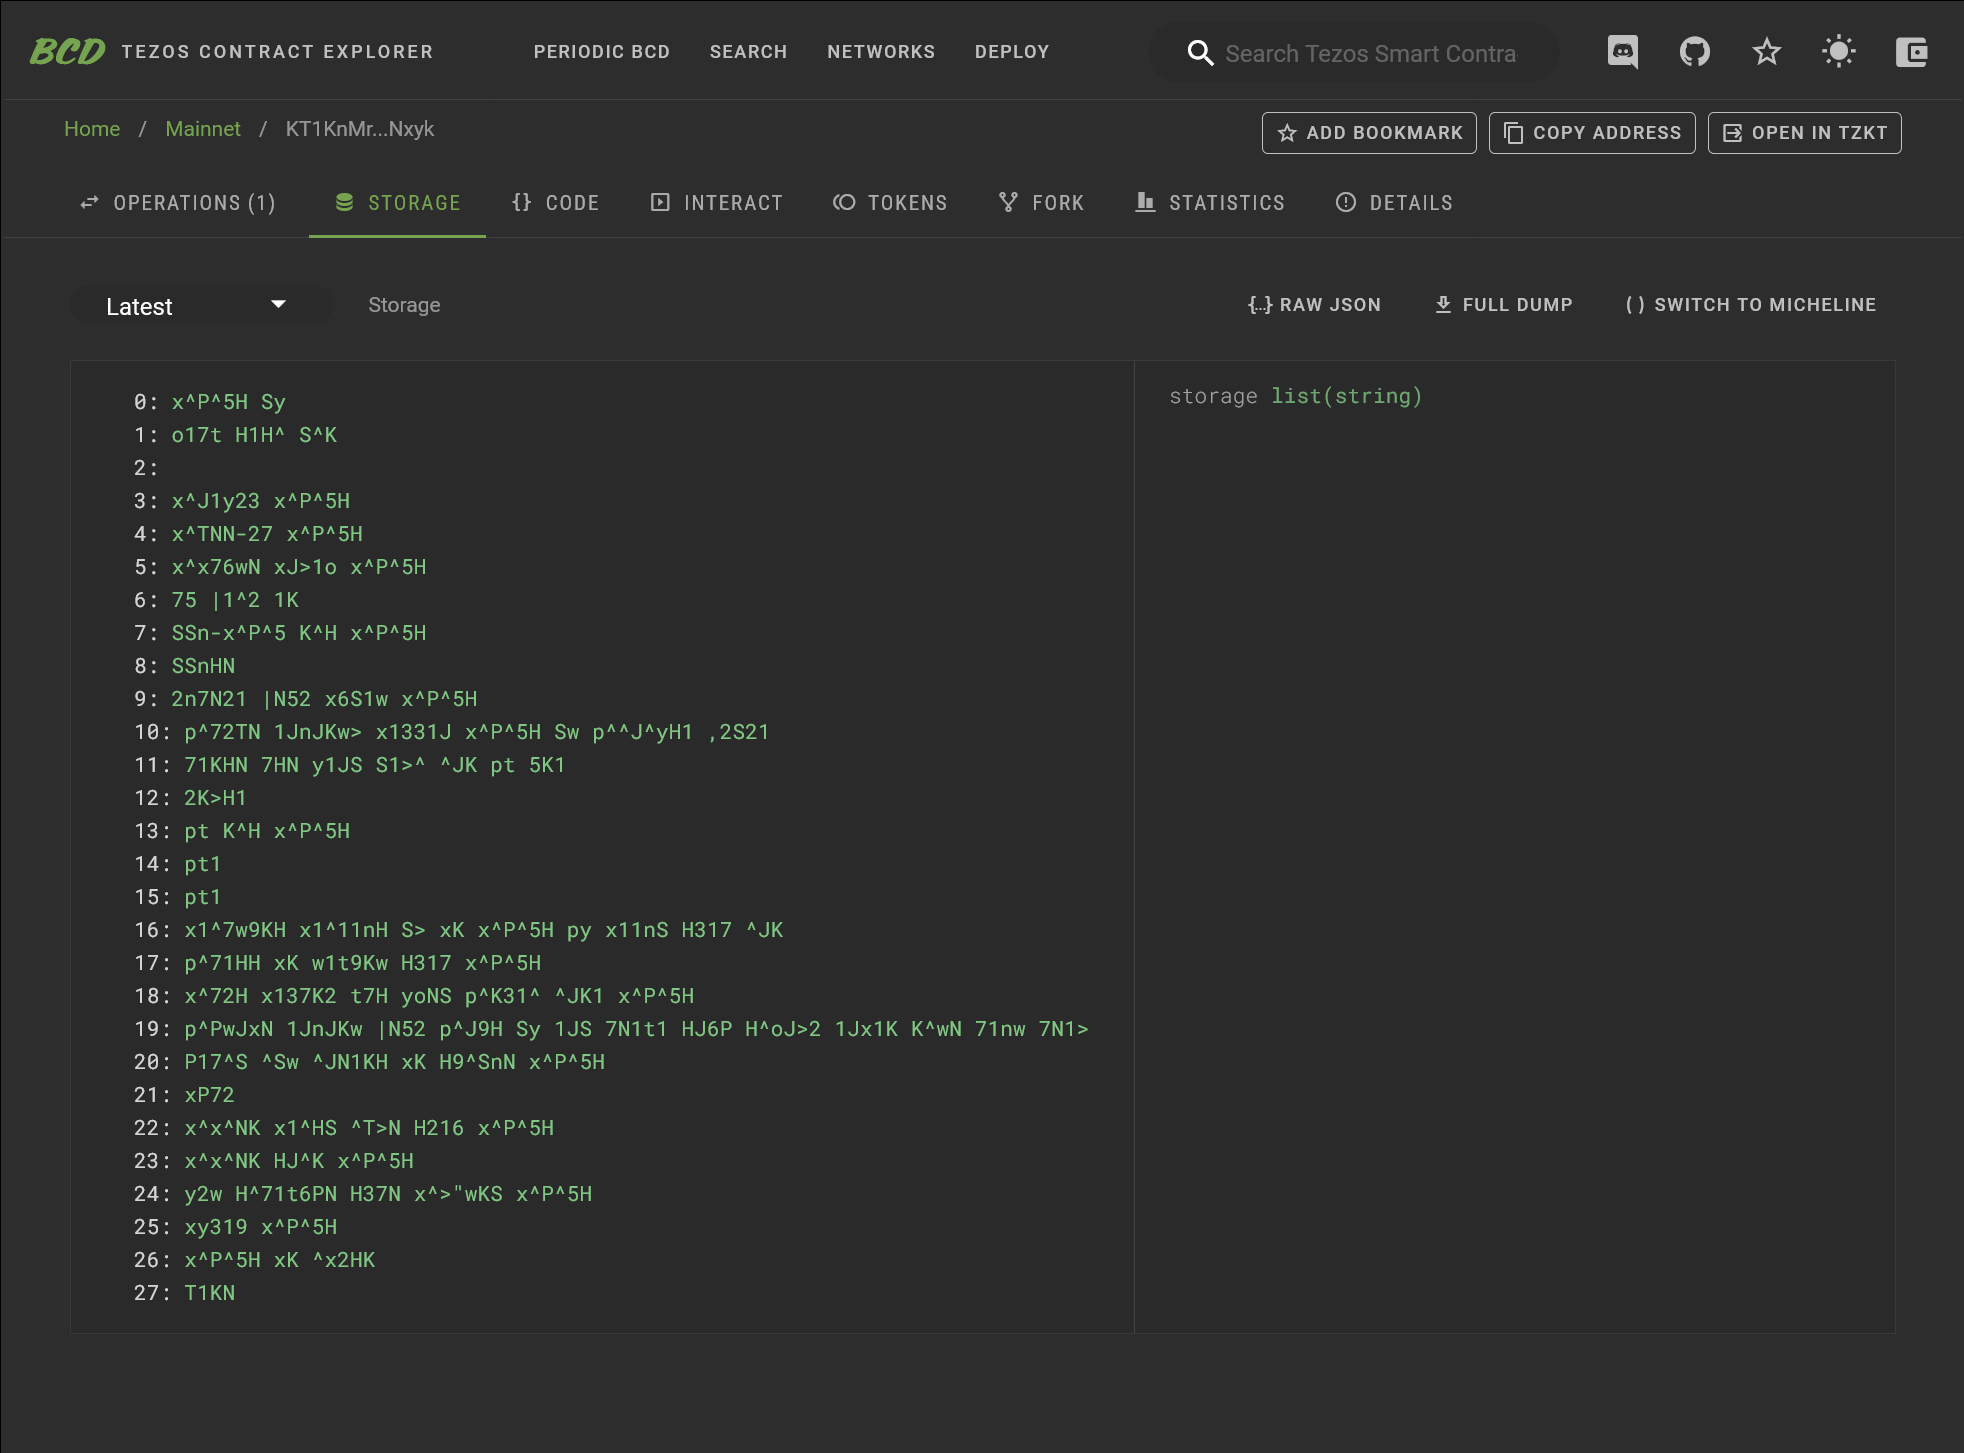 BCD TEZOS CONTRACT EXPLORER PERIODIC BCD SEARCH NETWORKS DEPLOY Search Tezos Smart Contra
Home / Mainnet / KT1KnMr...Nxyk ADD BOOKMARK COPY ADDRESS OPEN IN TZKT
OPERATIONS (1) STORAGE {} CODE INTERACT TOKENS FORK STATISTICS DETAILS
Latest Storage {..} RAW JSON FULL DUMP () SWITCH TO MICHELINE
storage list(string)
0: x^P^5H Sy
1: o17t H1H^ S^K
2:
3: x^J1y23 x^P^5H
4: x^TNN-27 x^P^5H
5: x^x76wN xJ>1o x^P^5H
6: 75 |1^2 1K
7: SSn-x^P^5 K^H x^P^5H
8: SSnHN
9: 2n7N21 |N52 x6S1w x^P^5H
10: p^72TN 1JnJKw> x1331J x^P^5H Sw p^^J^yH1 ,2S21
11: 71KHN 7HN y1JS S1>^ ^JK pt 5K1
12: 2K>H1
13: pt K^H x^P^5H
14: pt1
15: pt1
16: x1^7w9KH x1^11nH S> xK x^P^5H py x11nS H317 ^JK
17: p^71HH xK w1t9Kw H317 x^P^5H
18: x^72H x137K2 t7H yoNS p^K31^ ^JK1 x^P^5H
19: p^PwJxN 1JnJKw |N52 p^J9H Sy 1JS 7N1t1 HJ6P H^oJ>2 1Jx1K K^wN 71nw 7N1>
20: P17^S ^Sw ^JN1KH xK H9^SnN x^P^5H
21: xP72
22: x^x^NK x1^HS ^T>N H216 x^P^5H
23: x^x^NK HJ^K x^P^5H
24: y2w H^71t6PN H37N x^>"wKS x^P^5H
25: xy319 x^P^5H
26: x^P^5H xK ^x2HK
27: T1KN